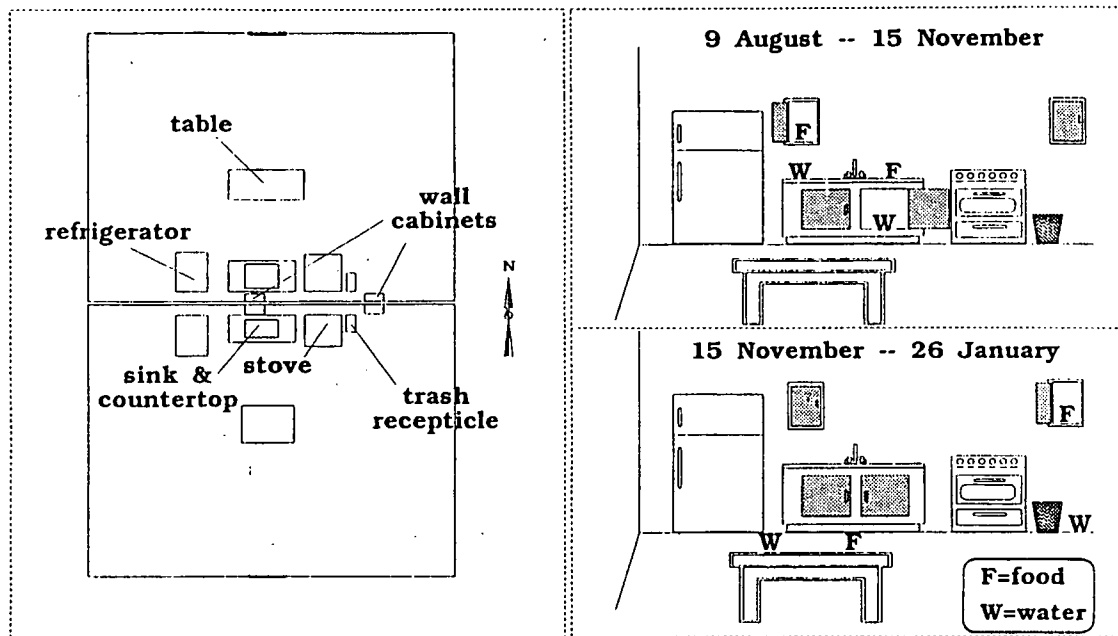 table
wall
cabinets
refrigerator
N
sink &
countertop
stove
trash
recepticle
9 August -- 15 November
F
W
F
W
15 November -- 26 January
F
W
W
F
F=food
W=water